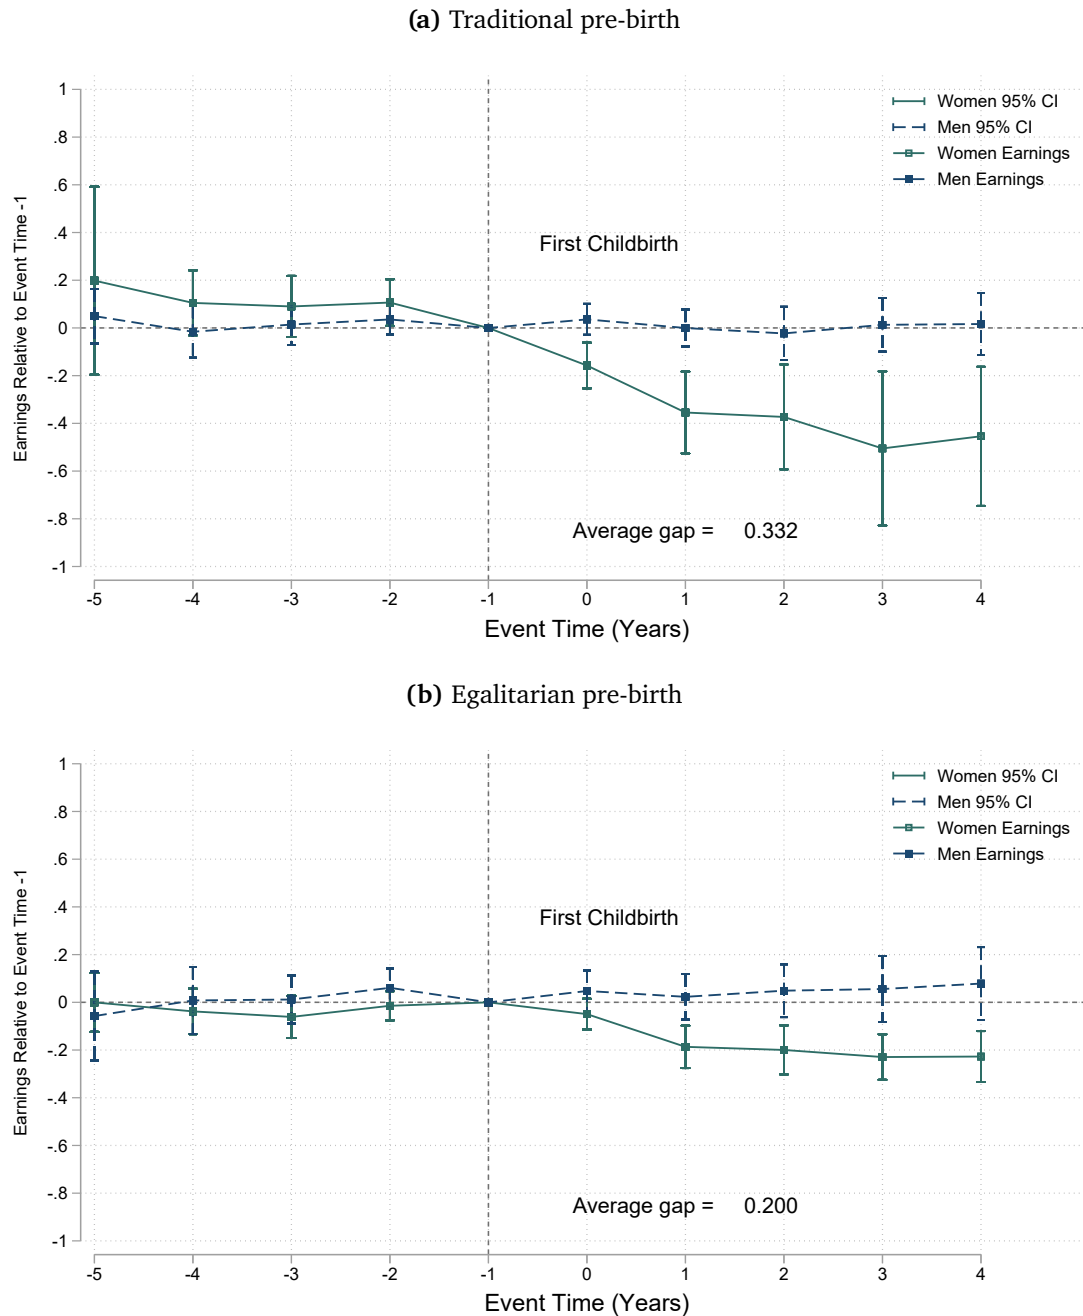 (a) Traditional pre-birth
Earnings Relative to Event Time -1
1
.8
.6
.4
.2
0
-.2
-.4
-.6
-.8
-1
Women 95% CI
Men 95% CI
Women Earnings
Men Earnings
First Childbirth
Average gap = 0.332
-5 -4 -3 -2 -1 0 1 2 3 4
Event Time (Years)
(b) Egalitarian pre-birth
Earnings Relative to Event Time -1
1
.8
.6
.4
.2
0
-.2
-.4
-.6
-.8
-1
Women 95% CI
Men 95% CI
Women Earnings
Men Earnings
First Childbirth
Average gap = 0.200
-5 -4 -3 -2 -1 0 1 2 3 4
Event Time (Years)